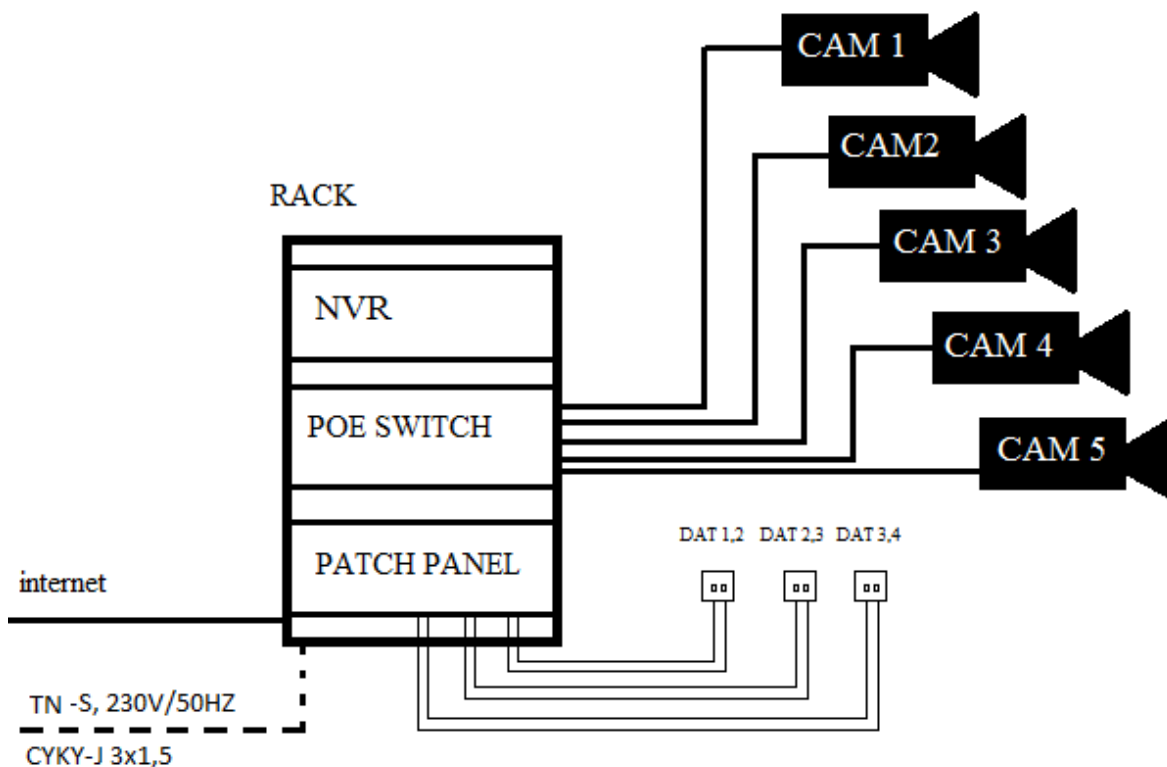 CAM 1
CAM2
RACK
CAM 3
NVR
CAM 4
POE SWITCH
CAM 5
DAT 1,2 DAT 2,3 DAT 3,4
PATCH PANEL
internet
TN -S, 230V/50HZ
CYKY-J 3x1,5